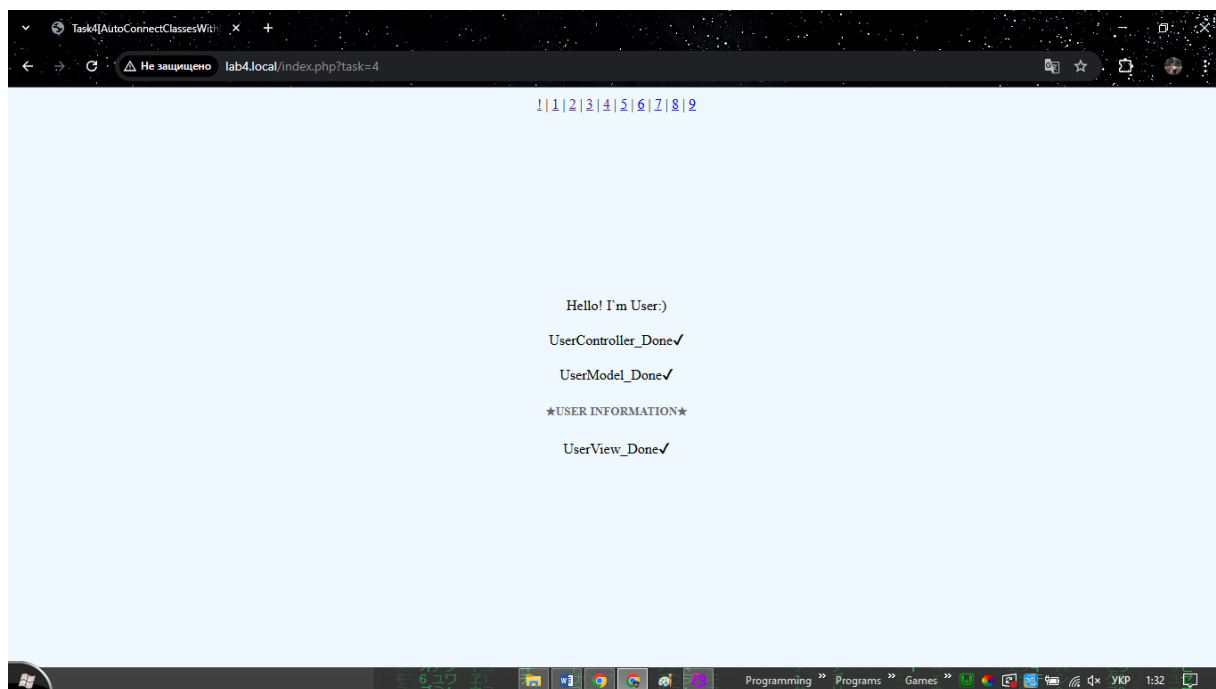 Task4[AutoConnectClassesWith
Не защищено lab4.local/index.php?task=4
! | 1 | 2 | 3 | 4 | 5 | 6 | 7 | 8 | 9
Hello! I`m User:)
UserController_Done✓
UserModel_Done✓
★USER INFORMATION★
UserView_Done✓
Programming » Programs » Games » УКР 1:32